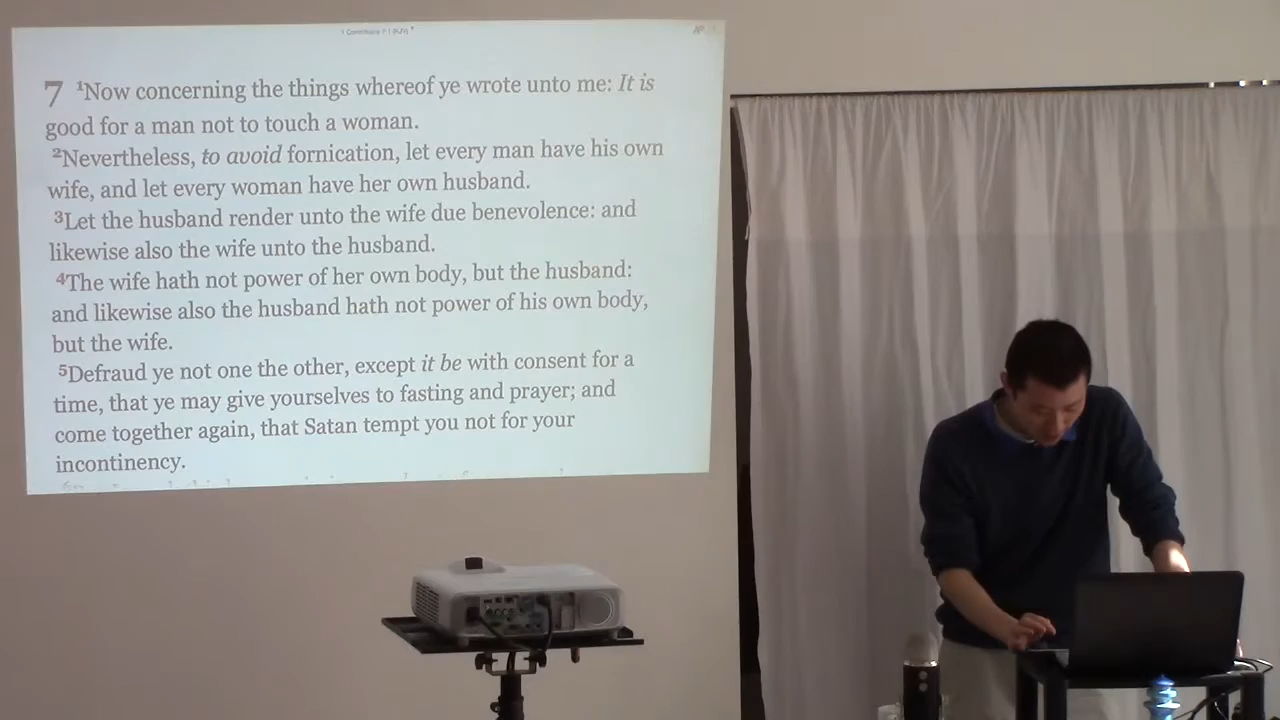 1 Corinthians 7:1 (KJV)
7 1Now concerning the things whereof ye wrote unto me: It is
good for a man not to touch a woman.
2Nevertheless, to avoid fornication, let every man have his own
wife, and let every woman have her own husband.
3Let the husband render unto the wife due benevolence: and
likewise also the wife unto the husband.
4The wife hath not power of her own body, but the husband:
and likewise also the husband hath not power of his own body,
but the wife.
5Defraud ye not one the other, except it be with consent for a
time, that ye may give yourselves to fasting and prayer; and
come together again, that Satan tempt you not for your
incontinency.